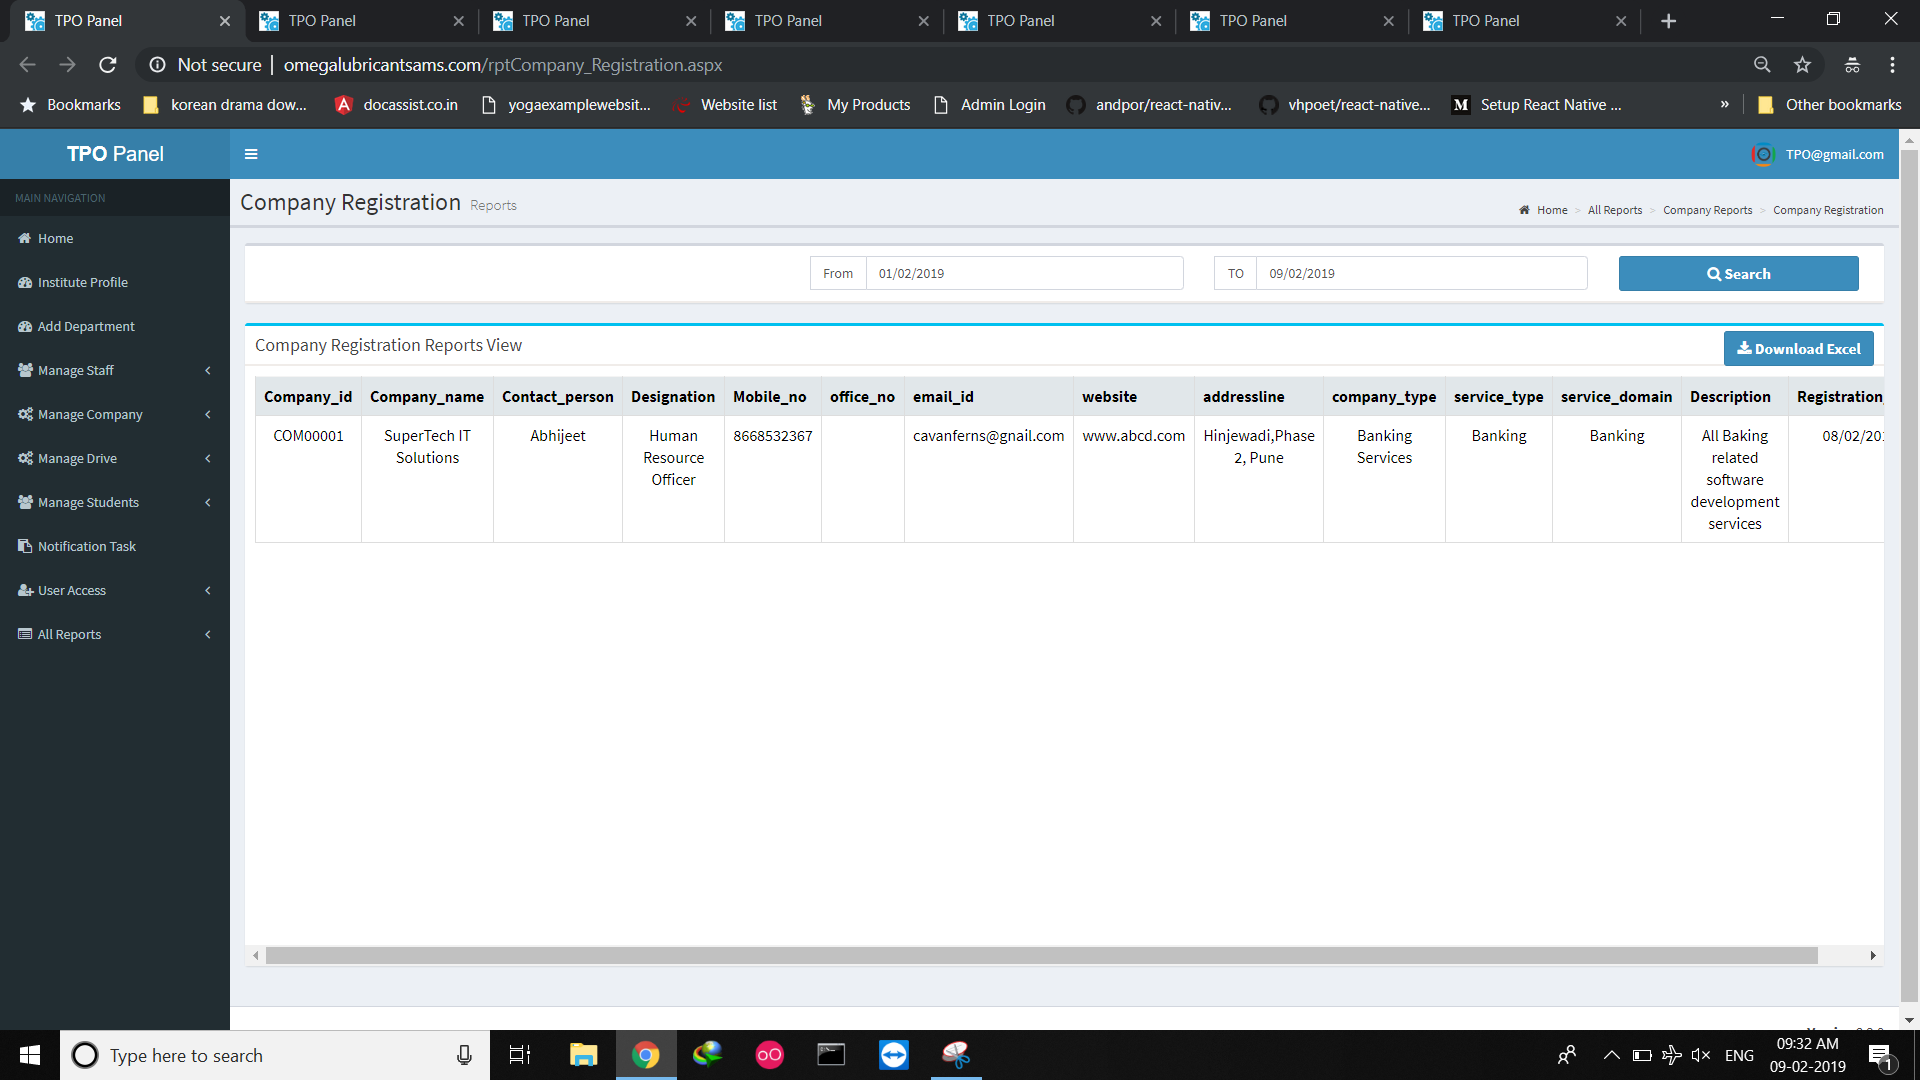 TPO Panel
TPO Panel
TPO Panel
TPO Panel
TPO Panel
TPO Panel
TPO Panel
Not secure | omegalubricantsams.com/rptCompany_Registration.aspx
Bookmarks korean drama dow... docassist.co.in yogaexamplewebsit... Website list My Products Admin Login andpor/react-nativ... vhpoet/react-native... M Setup React Native ... » Other bookmarks
TPO Panel
TPO@gmail.com
MAIN NAVIGATION
Home
Institute Profile
Add Department
Manage Staff
Manage Company
Manage Drive
Manage Students
Notification Task
User Access
All Reports
Company Registration Reports
Home > All Reports > Company Reports > Company Registration
From 01/02/2019 TO 09/02/2019 Search
Company Registration Reports View
Download Excel
Company_id Company_name Contact_person Designation Mobile_no office_no email_id website addressline company_type service_type service_domain Description Registration_
COM00001 SuperTech IT Abhijeet Human 8668532367 cavanferns@gnail.com www.abcd.com Hinjewadi,Phase Banking Banking Banking All Baking 08/02/201
Solutions Resource 2, Pune Services related
Officer software
development
services
Type here to search
ENG
09:32 AM
09-02-2019
1